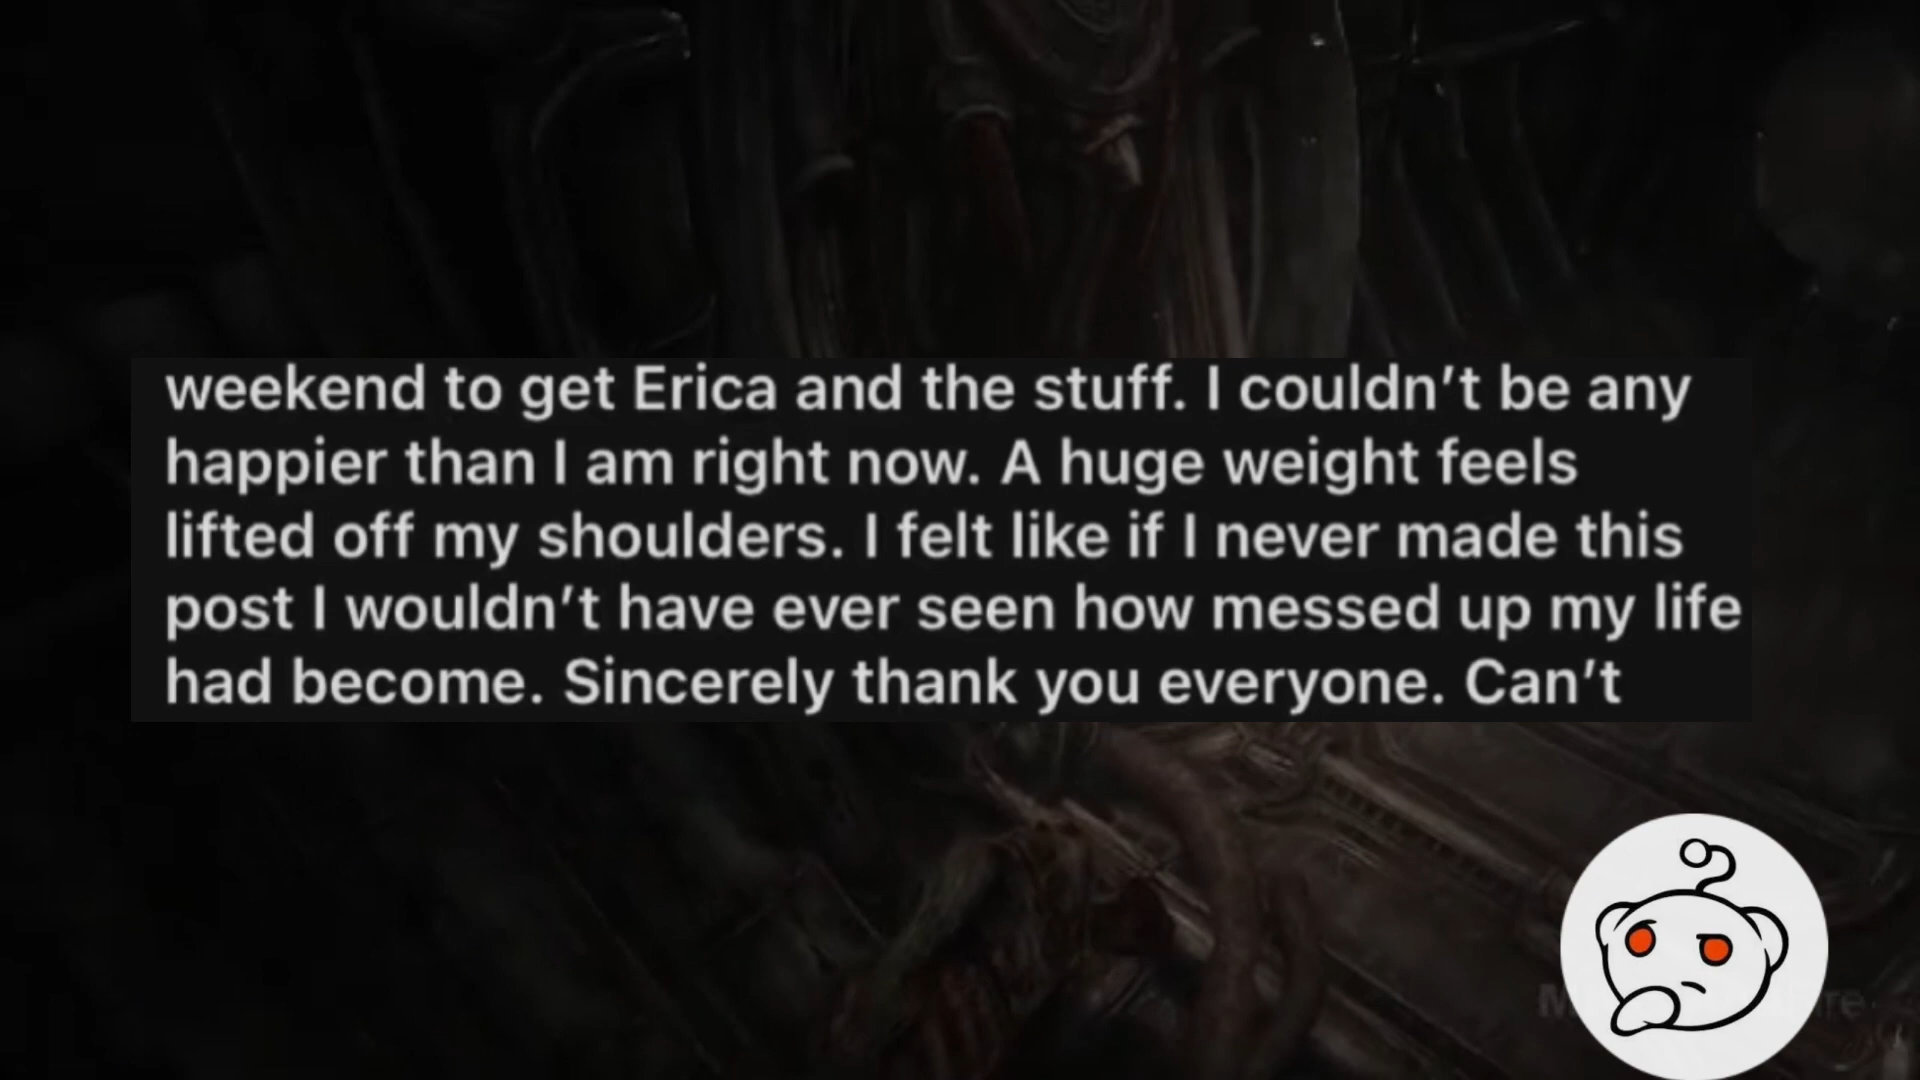 weekend to get Erica and the stuff. I couldn’t be any
happier than I am right now. A huge weight feels
lifted off my shoulders. I felt like if I never made this
post I wouldn’t have ever seen how messed up my life
had become. Sincerely thank you everyone. Can’t